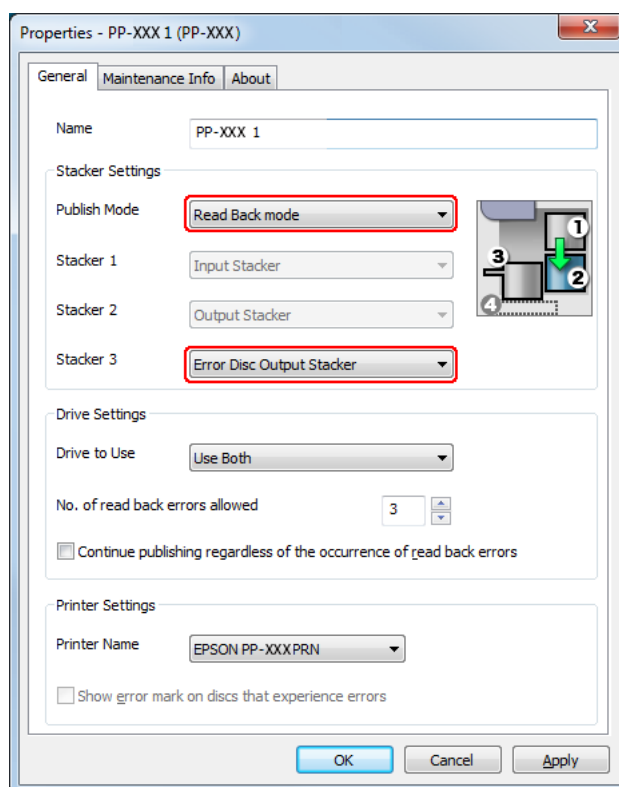 Properties - PP-XXX 1 (PP-XXX)
General Maintenance Info About
Name PP-XXX 1
Stacker Settings
Publish Mode Read Back mode
Stacker 1 Input Stacker
Stacker 2 Output Stacker
Stacker 3 Error Disc Output Stacker
1
3
2
4
Drive Settings
Drive to Use Use Both
No. of read back errors allowed 3
Continue publishing regardless of the occurrence of read back errors
Printer Settings
Printer Name EPSON PP-XXXPRN
Show error mark on discs that experience errors
OK Cancel Apply